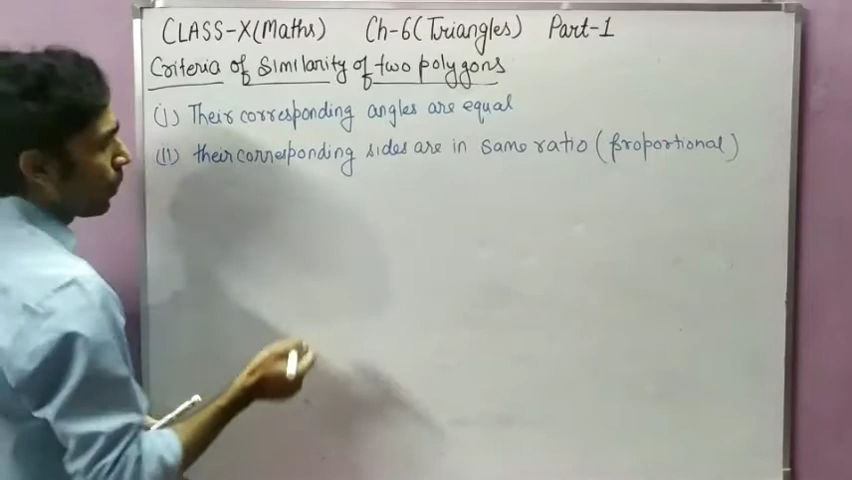 CLASS-X(Maths) Ch-6(Triangles) Part-1
Criteria of Similarity of two polygons
(i) Their corresponding angles are equal
(ii) their corresponding sides are in same ratio (proportional)